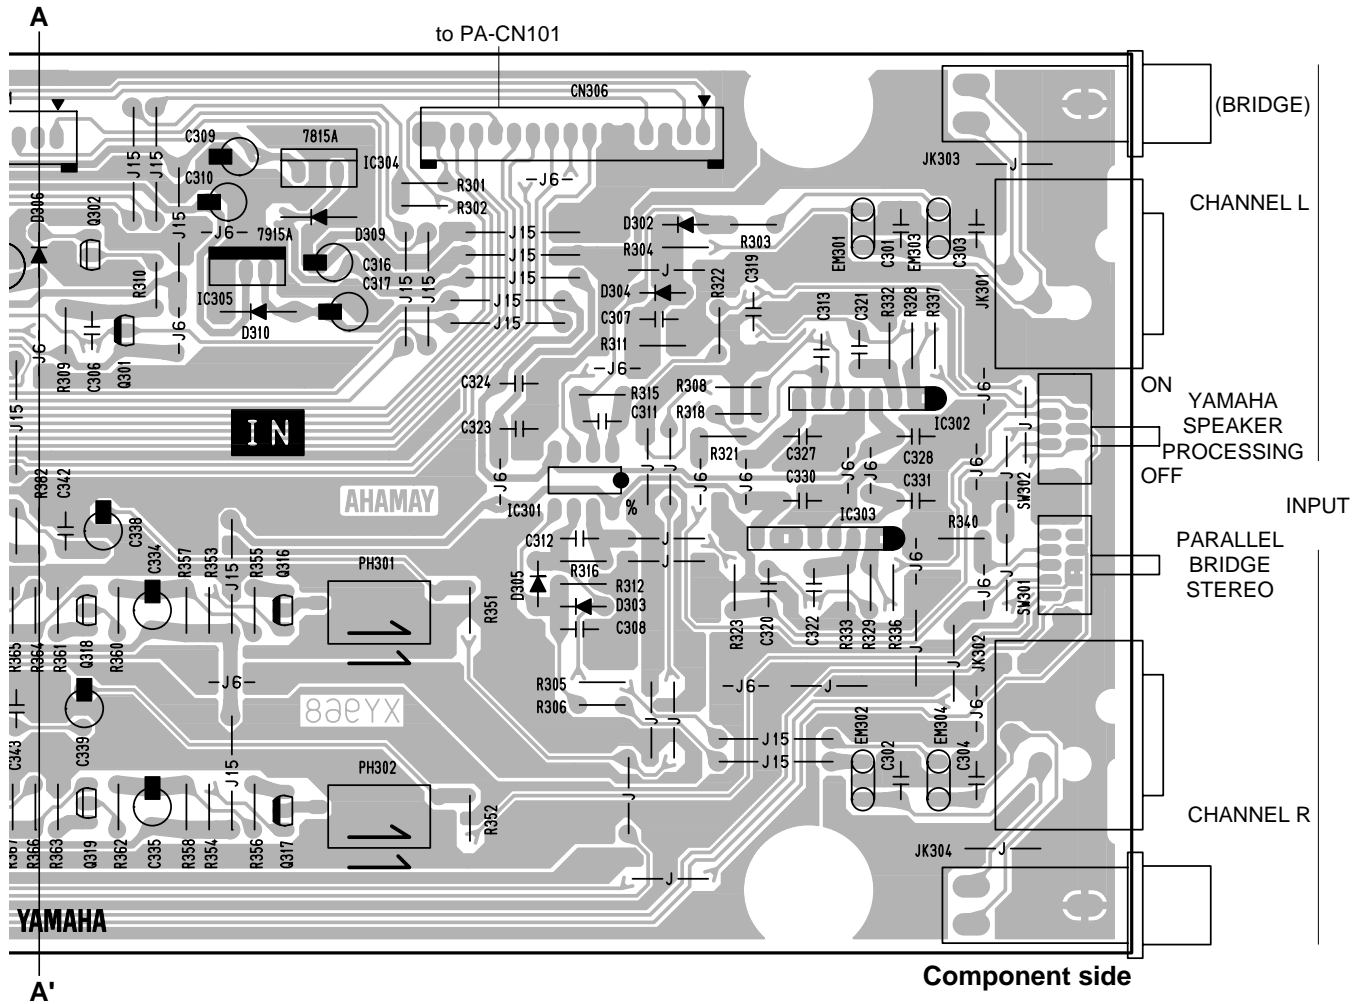 A
to PA-CN101
CN306
(BRIDGE)
C309
7815A
IC304
JK303
J
J15
J15
C310
R301
R302
J6
D306
Q302
J15
CHANNEL L
J6
7915A
D309
C316
C317
D302
R304
R303
EM301
C301
EM303
C303
J15
J15
J15
J15
J15
J
R310
IC305
D310
J15
J15
D304
C307
R311
R322
C319
JK301
C313
C321
R332
R328
R337
J6
J6
R309
C306
Q301
J6
C324
R315
C311
R308
R318
J6
ON
YAMAHA
SPEAKER
PROCESSING
OFF
J15
IN
C323
R321
C327
IC302
C328
J
R382
C342
J6
J
J
J6
J6
C330
J6
J6
C331
J6
J
SW302
INPUT
AHAMAY
IC301
%
IC303
R340
C338
C312
J
PARALLEL
BRIDGE
STEREO
C334
R357
R353
J15
R355
Q316
PH301
R351
D305
R316
J
R312
D303
C308
J6
J6
SW301
R323
C320
C322
R333
R329
R336
J
J
JK302
R365
R364
R361
Q318
R360
J6
R305
R306
J6
J
J6
XY968
J
J
J15
J15
EM302
C302
EM304
C304
C343
C339
J15
PH302
R352
J
CHANNEL R
R367
R366
R363
Q319
R362
C335
R358
R354
R356
Q317
JK304
J
J
YAMAHA
Component side
A'